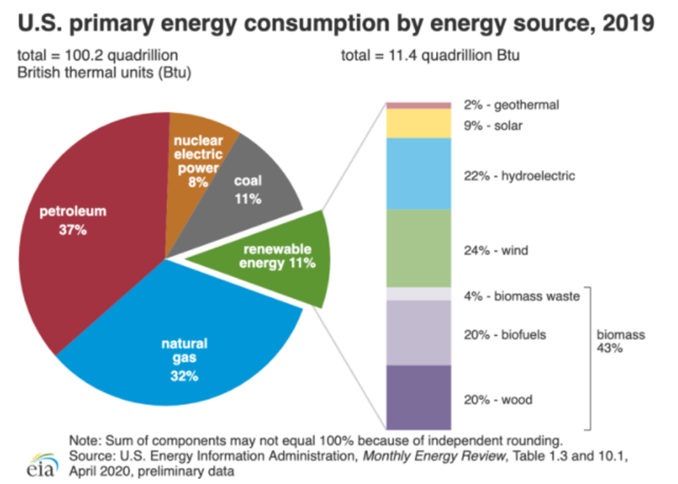 U.S. primary energy consumption by energy source, 2019
total = 100.2 quadrillion
British thermal units (Btu)
total = 11.4 quadrillion Btu
nuclear
electric
power
8%
coal
11%
petroleum
37%
renewable
energy 11%
natural
gas
32%
2% - geothermal
9% - solar
22% - hydroelectric
24% - wind
4% - biomass waste
20% - biofuels
20% - wood
biomass
43%
Note: Sum of components may not equal 100% because of independent rounding.
Source: U.S. Energy Information Administration, Monthly Energy Review, Table 1.3 and 10.1,
April 2020, preliminary data
eia